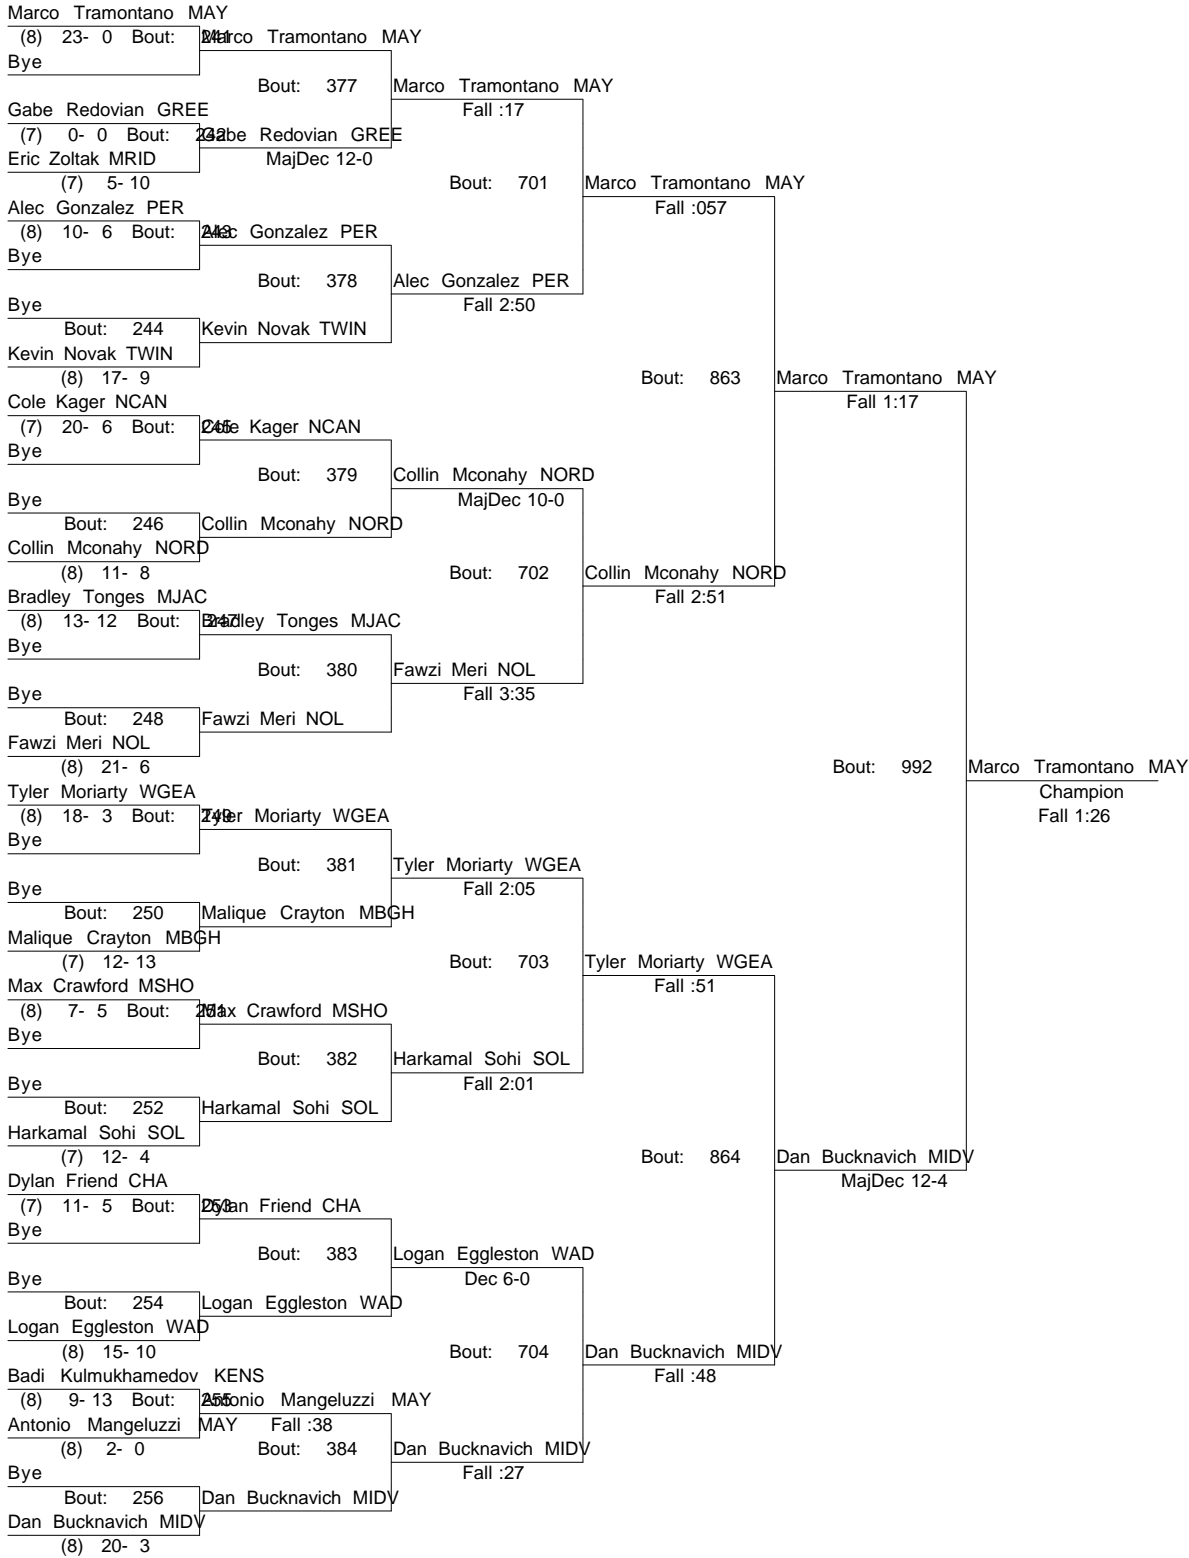 Marco Tramontano MAY
(8) 23- 0 Bout: 241 Marco Tramontano MAY
Bye
Bout: 377 Marco Tramontano MAY
Gabe Redovian GREE Fall :17
(7) 0- 0 Bout: 242 Gabe Redovian GREE
Eric Zoltak MRID MajDec 12-0
(7) 5- 10 Bout: 701 Marco Tramontano MAY
Alec Gonzalez PER Fall :057
(8) 10- 6 Bout: 243 Alec Gonzalez PER
Bye
Bout: 378 Alec Gonzalez PER
Bye Fall 2:50
Bout: 244 Kevin Novak TWIN
Kevin Novak TWIN
(8) 17- 9 Bout: 863 Marco Tramontano MAY
Cole Kager NCAN Fall 1:17
(7) 20- 6 Bout: 245 Cole Kager NCAN
Bye
Bout: 379 Collin Mconahy NORD
Bye MajDec 10-0
Bout: 246 Collin Mconahy NORD
Collin Mconahy NORD
(8) 11- 8 Bout: 702 Collin Mconahy NORD
Bradley Tonges MJAC Fall 2:51
(8) 13- 12 Bout: 247 Bradley Tonges MJAC
Bye
Bout: 380 Fawzi Meri NOL
Bye Fall 3:35
Bout: 248 Fawzi Meri NOL
Fawzi Meri NOL
(8) 21- 6 Bout: 992 Marco Tramontano MAY
Tyler Moriarty WGEA Champion
(8) 18- 3 Bout: 249 Tyler Moriarty WGEA Fall 1:26
Bye
Bout: 381 Tyler Moriarty WGEA
Bye Fall 2:05
Bout: 250 Malique Crayton MBGH
Malique Crayton MBGH
(7) 12- 13 Bout: 703 Tyler Moriarty WGEA
Max Crawford MSHO Fall :51
(8) 7- 5 Bout: 251 Max Crawford MSHO
Bye
Bout: 382 Harkamal Sohi SOL
Bye Fall 2:01
Bout: 252 Harkamal Sohi SOL
Harkamal Sohi SOL
(7) 12- 4 Bout: 864 Dan Bucknavich MIDV
Dylan Friend CHA MajDec 12-4
(7) 11- 5 Bout: 253 Dylan Friend CHA
Bye
Bout: 383 Logan Eggleston WAD
Bye Dec 6-0
Bout: 254 Logan Eggleston WAD
Logan Eggleston WAD
(8) 15- 10 Bout: 704 Dan Bucknavich MIDV
Badi Kulmukhamedov KENS Fall :48
(8) 9- 13 Bout: 255 Antonio Mangeluzzi MAY
Antonio Mangeluzzi MAY Fall :38
(8) 2- 0 Bout: 384 Dan Bucknavich MIDV
Bye Fall :27
Bout: 256 Dan Bucknavich MIDV
Dan Bucknavich MIDV
(8) 20- 3